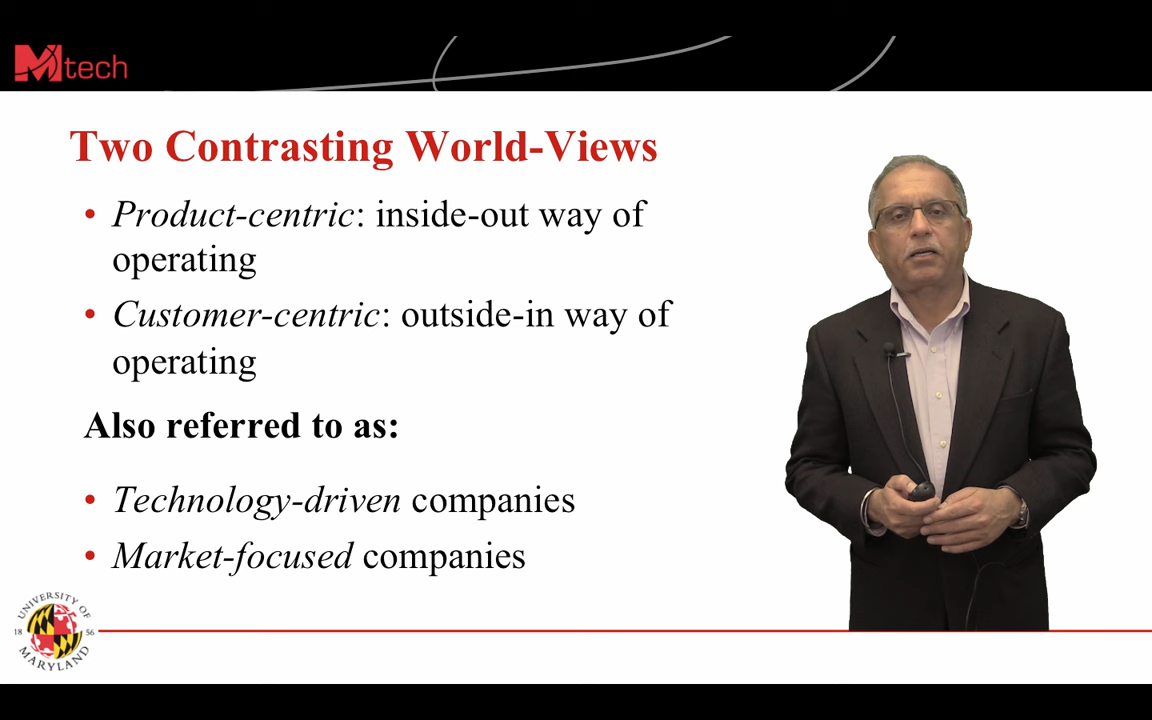 Mtech
Two Contrasting World-Views
• Product-centric: inside-out way of
operating
• Customer-centric: outside-in way of
operating
Also referred to as:
• Technology-driven companies
• Market-focused companies
UNIVERSITY OF
18 56
MARYLAND